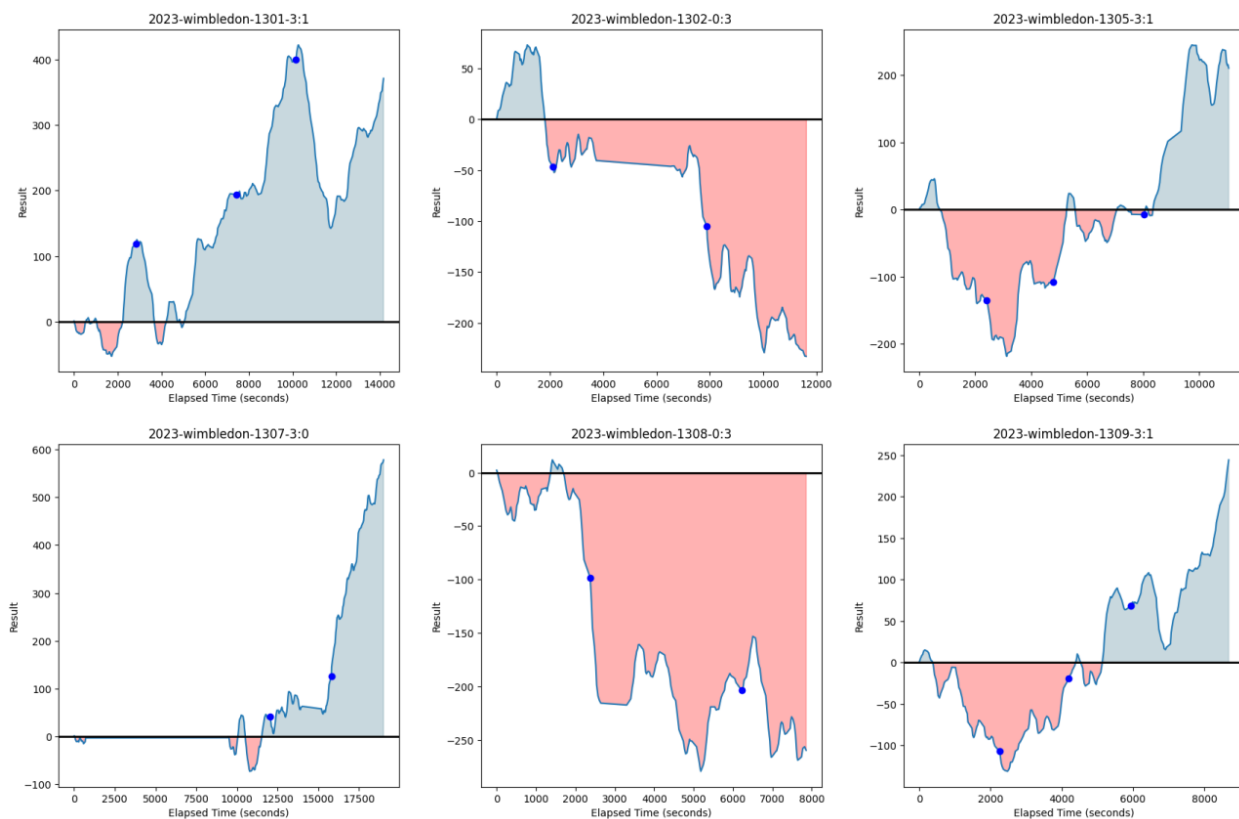 2023-wimbledon-1301-3:1
400
300
200
100
0
Result
0 2000 4000 6000 8000 10000 12000 14000
Elapsed Time (seconds)
2023-wimbledon-1302-0:3
50
0
−50
−100
−150
−200
Result
0 2000 4000 6000 8000 10000 12000
Elapsed Time (seconds)
2023-wimbledon-1305-3:1
200
100
0
−100
−200
Result
0 2000 4000 6000 8000 10000
Elapsed Time (seconds)
2023-wimbledon-1307-3:0
600
500
400
300
200
100
0
−100
Result
0 2500 5000 7500 10000 12500 15000 17500
Elapsed Time (seconds)
2023-wimbledon-1308-0:3
0
−50
−100
−150
−200
−250
Result
0 1000 2000 3000 4000 5000 6000 7000 8000
Elapsed Time (seconds)
2023-wimbledon-1309-3:1
250
200
150
100
50
0
−50
−100
Result
0 2000 4000 6000 8000
Elapsed Time (seconds)